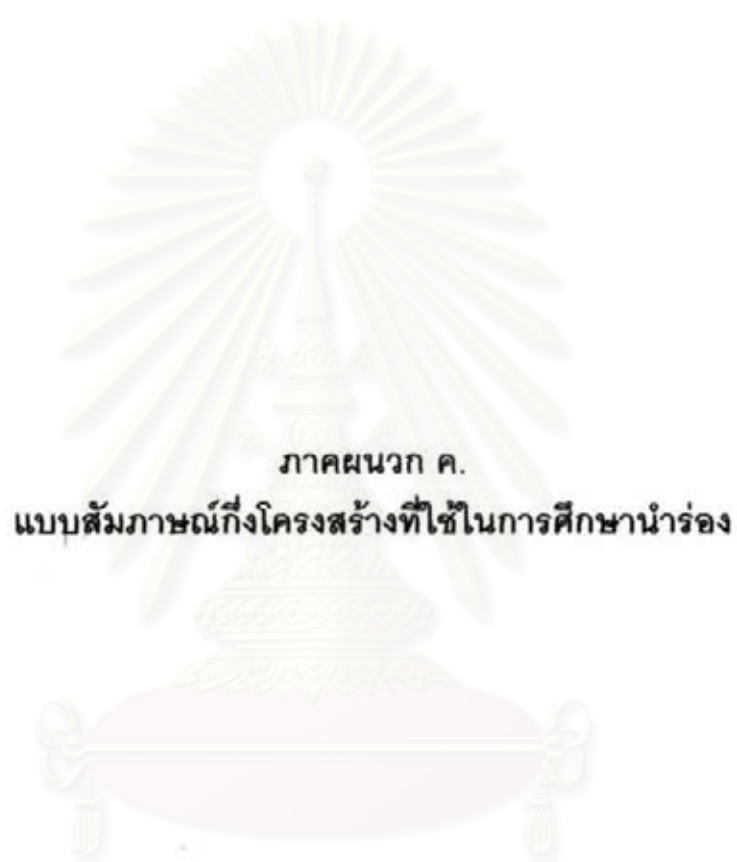 ภาคผนวก ค.
แบบสัมภาษณ์กึ่งโครงสร้างที่ใช้ในการศึกษานำร่อง